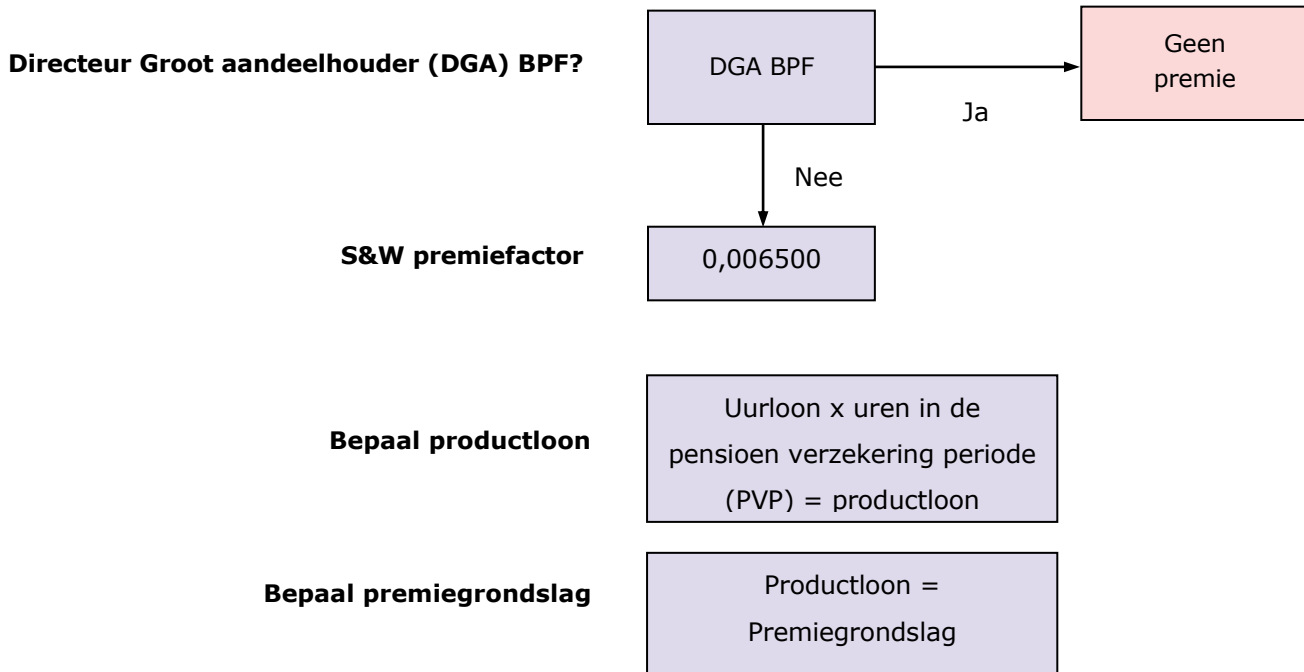 Directeur Groot aandeelhouder (DGA) BPF?
DGA BPF
Geen
premie
Ja
Nee
S&W premiefactor
0,006500
Bepaal productloon
Uurloon x uren in de
pensioen verzekering periode
(PVP) = productloon
Bepaal premiegrondslag
Productloon =
Premiegrondslag